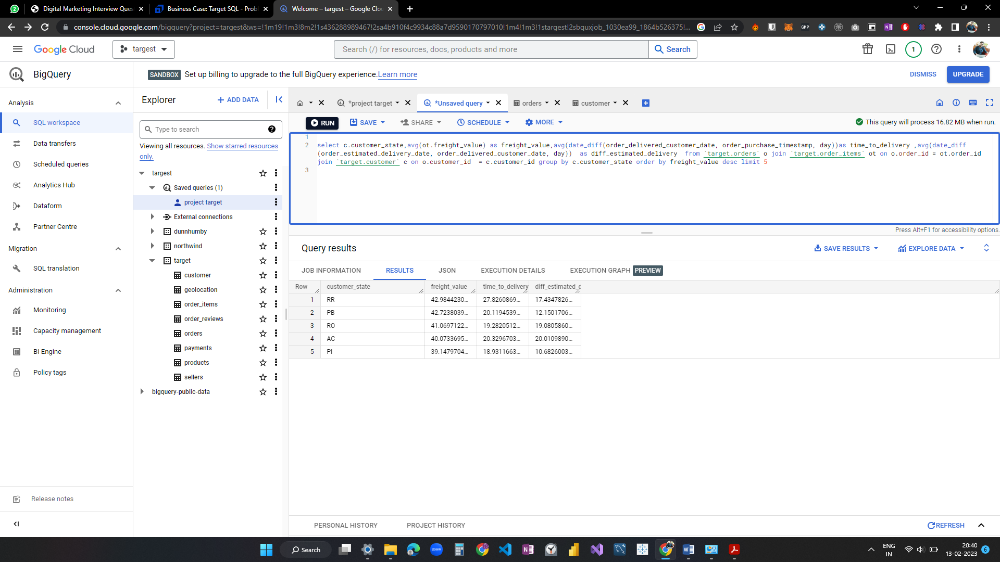 2
Digital Marketing Interview Ques
Business Case: Target SQL - Prob
Welcome – targest – Google Clou
console.cloud.google.com/bigquery?project=targest&ws=!1m19!1m3!8m2!1s436288989467!2sa4b910f4c9934c88a7d9590170797010!1m4!1m3!1stargest!2sbquxjob_1030ea99_1864b526375!...
GMP
Google Cloud
targest
Search (/) for resources, docs, products and more
Search
1
BigQuery
SANDBOX Set up billing to upgrade to the full BigQuery experience. Learn more
DISMISS
UPGRADE
Analysis
SQL workspace
Data transfers
Scheduled queries
Analytics Hub
Dataform
Partner Centre
Migration
SQL translation
Administration
Monitoring
Capacity management
BI Engine
Policy tags
Release notes
Explorer
+ ADD DATA
Type to search
Viewing all resources. Show starred resources
only.
targest
Saved queries (1)
project target
External connections
dunnhumby
northwind
target
customer
geolocation
order_items
order_reviews
orders
payments
products
sellers
bigquery-public-data
*project target
*Unsaved query
orders
customer
RUN
SAVE
SHARE
SCHEDULE
MORE
This query will process 16.82 MB when run.
1
2 select c.customer_state,avg(ot.freight_value) as freight_value,avg(date_diff(order_delivered_customer_date, order_purchase_timestamp, day))as time_to_delivery ,avg(date_diff
(order_estimated_delivery_date, order_delivered_customer_date, day))  as diff_estimated_delivery  from `target.orders` o join `target.order_items` ot on o.order_id = ot.order_id
join `target.customer` c on o.customer_id  = c.customer_id group by c.customer_state order by freight_value desc limit 5
3
Press Alt+F1 for accessibility options.
Query results
SAVE RESULTS
EXPLORE DATA
JOB INFORMATION
RESULTS
JSON
EXECUTION DETAILS
EXECUTION GRAPH PREVIEW
Row customer_state freight_value time_to_delivery diff_estimated_d
1 RR 42.9844230... 27.8260869... 17.4347826...
2 PB 42.7238039... 20.1194539... 12.1501706...
3 RO 41.0697122... 19.2820512... 19.0805860...
4 AC 40.0733695... 20.3296703... 20.0109890...
5 PI 39.1479704... 18.9311663... 10.6826003...
PERSONAL HISTORY
PROJECT HISTORY
REFRESH
Search
zoom
ENG
IN
20:40
13-02-2023
6